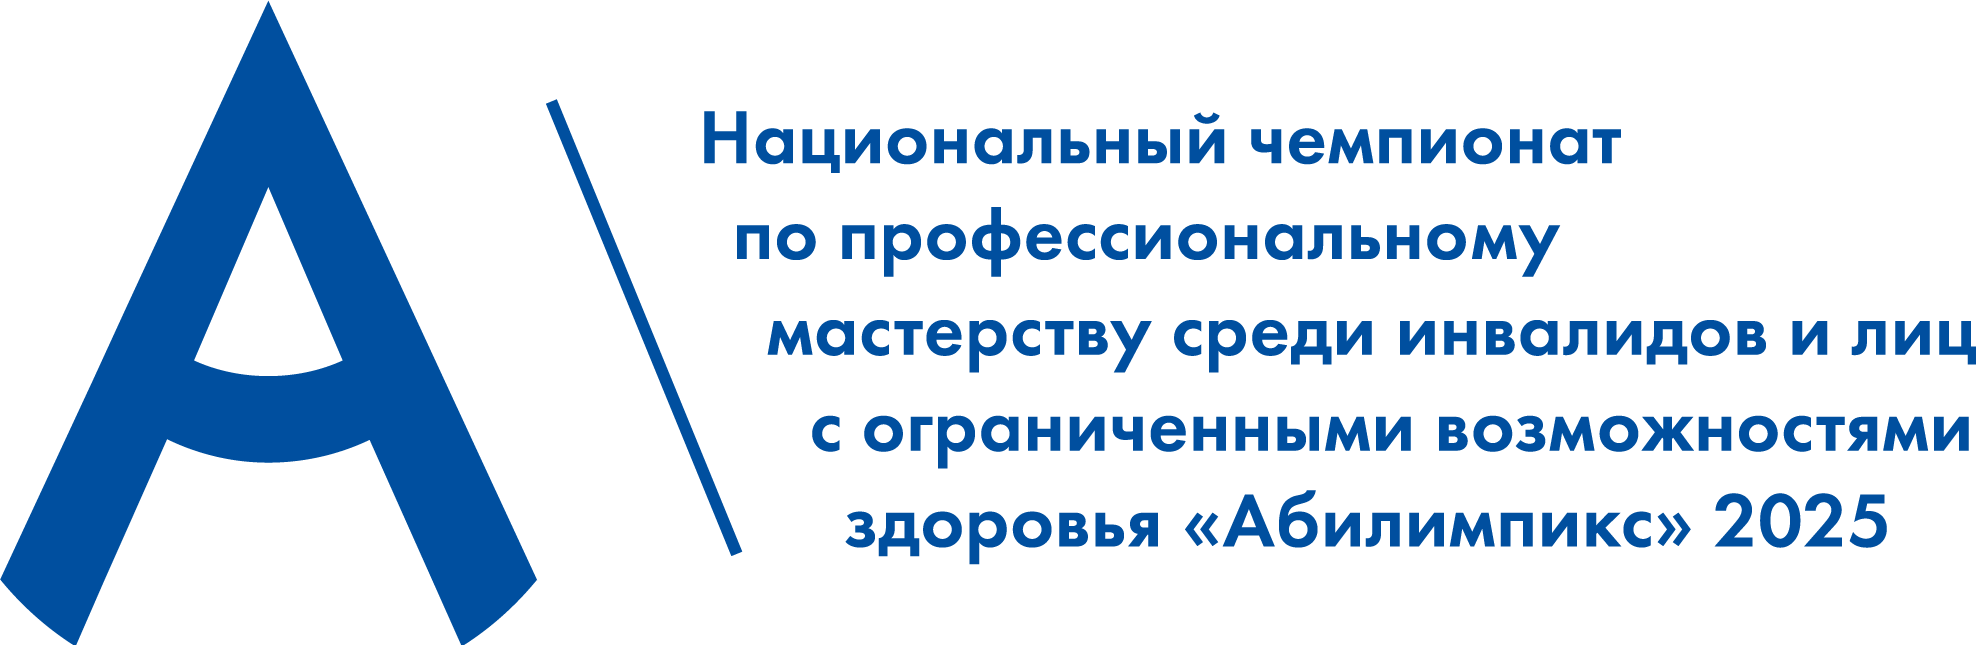 Национальный чемпионат
по профессиональному
мастерству среди инвалидов и лиц
с ограниченными возможностями
здоровья «Абилимпикс» 2025